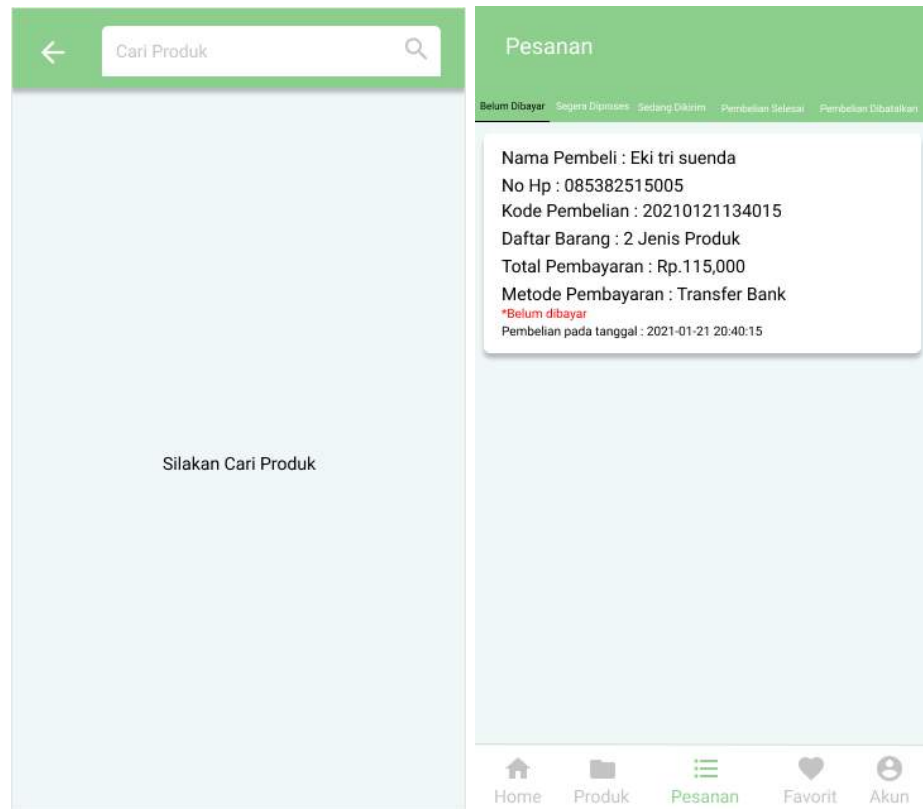 Cari Produk
Silakan Cari Produk
Pesanan
Belum Dibayar Segera Diproses Sedang Dikirim Pembelian Selesai Pembelian Dibatalkan
Nama Pembeli : Eki tri suenda
No Hp : 085382515005
Kode Pembelian : 20210121134015
Daftar Barang : 2 Jenis Produk
Total Pembayaran : Rp.115,000
Metode Pembayaran : Transfer Bank
*Belum dibayar
Pembelian pada tanggal : 2021-01-21 20:40:15
Home Produk Pesanan Favorit Akun